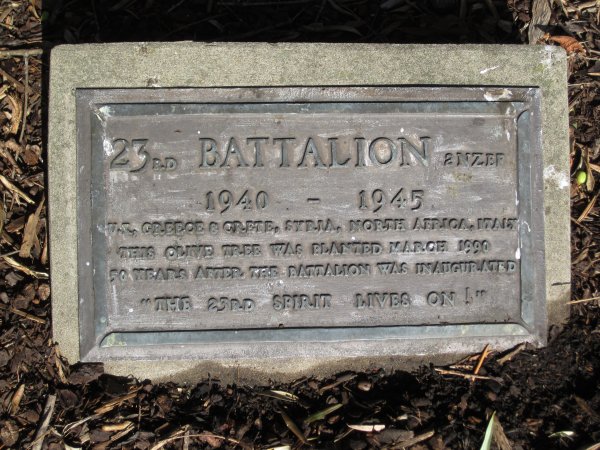 23RD BATTALION 2NZEF
1940 - 1945
U.K, GREECE & CRETE, SYRIA, NORTH AFRICA, ITALY
THIS OLIVE TREE WAS PLANTED MARCH 1990
50 YEARS AFTER THE BATTALION WAS INAUGURATED
"THE 23RD SPIRIT LIVES ON!"